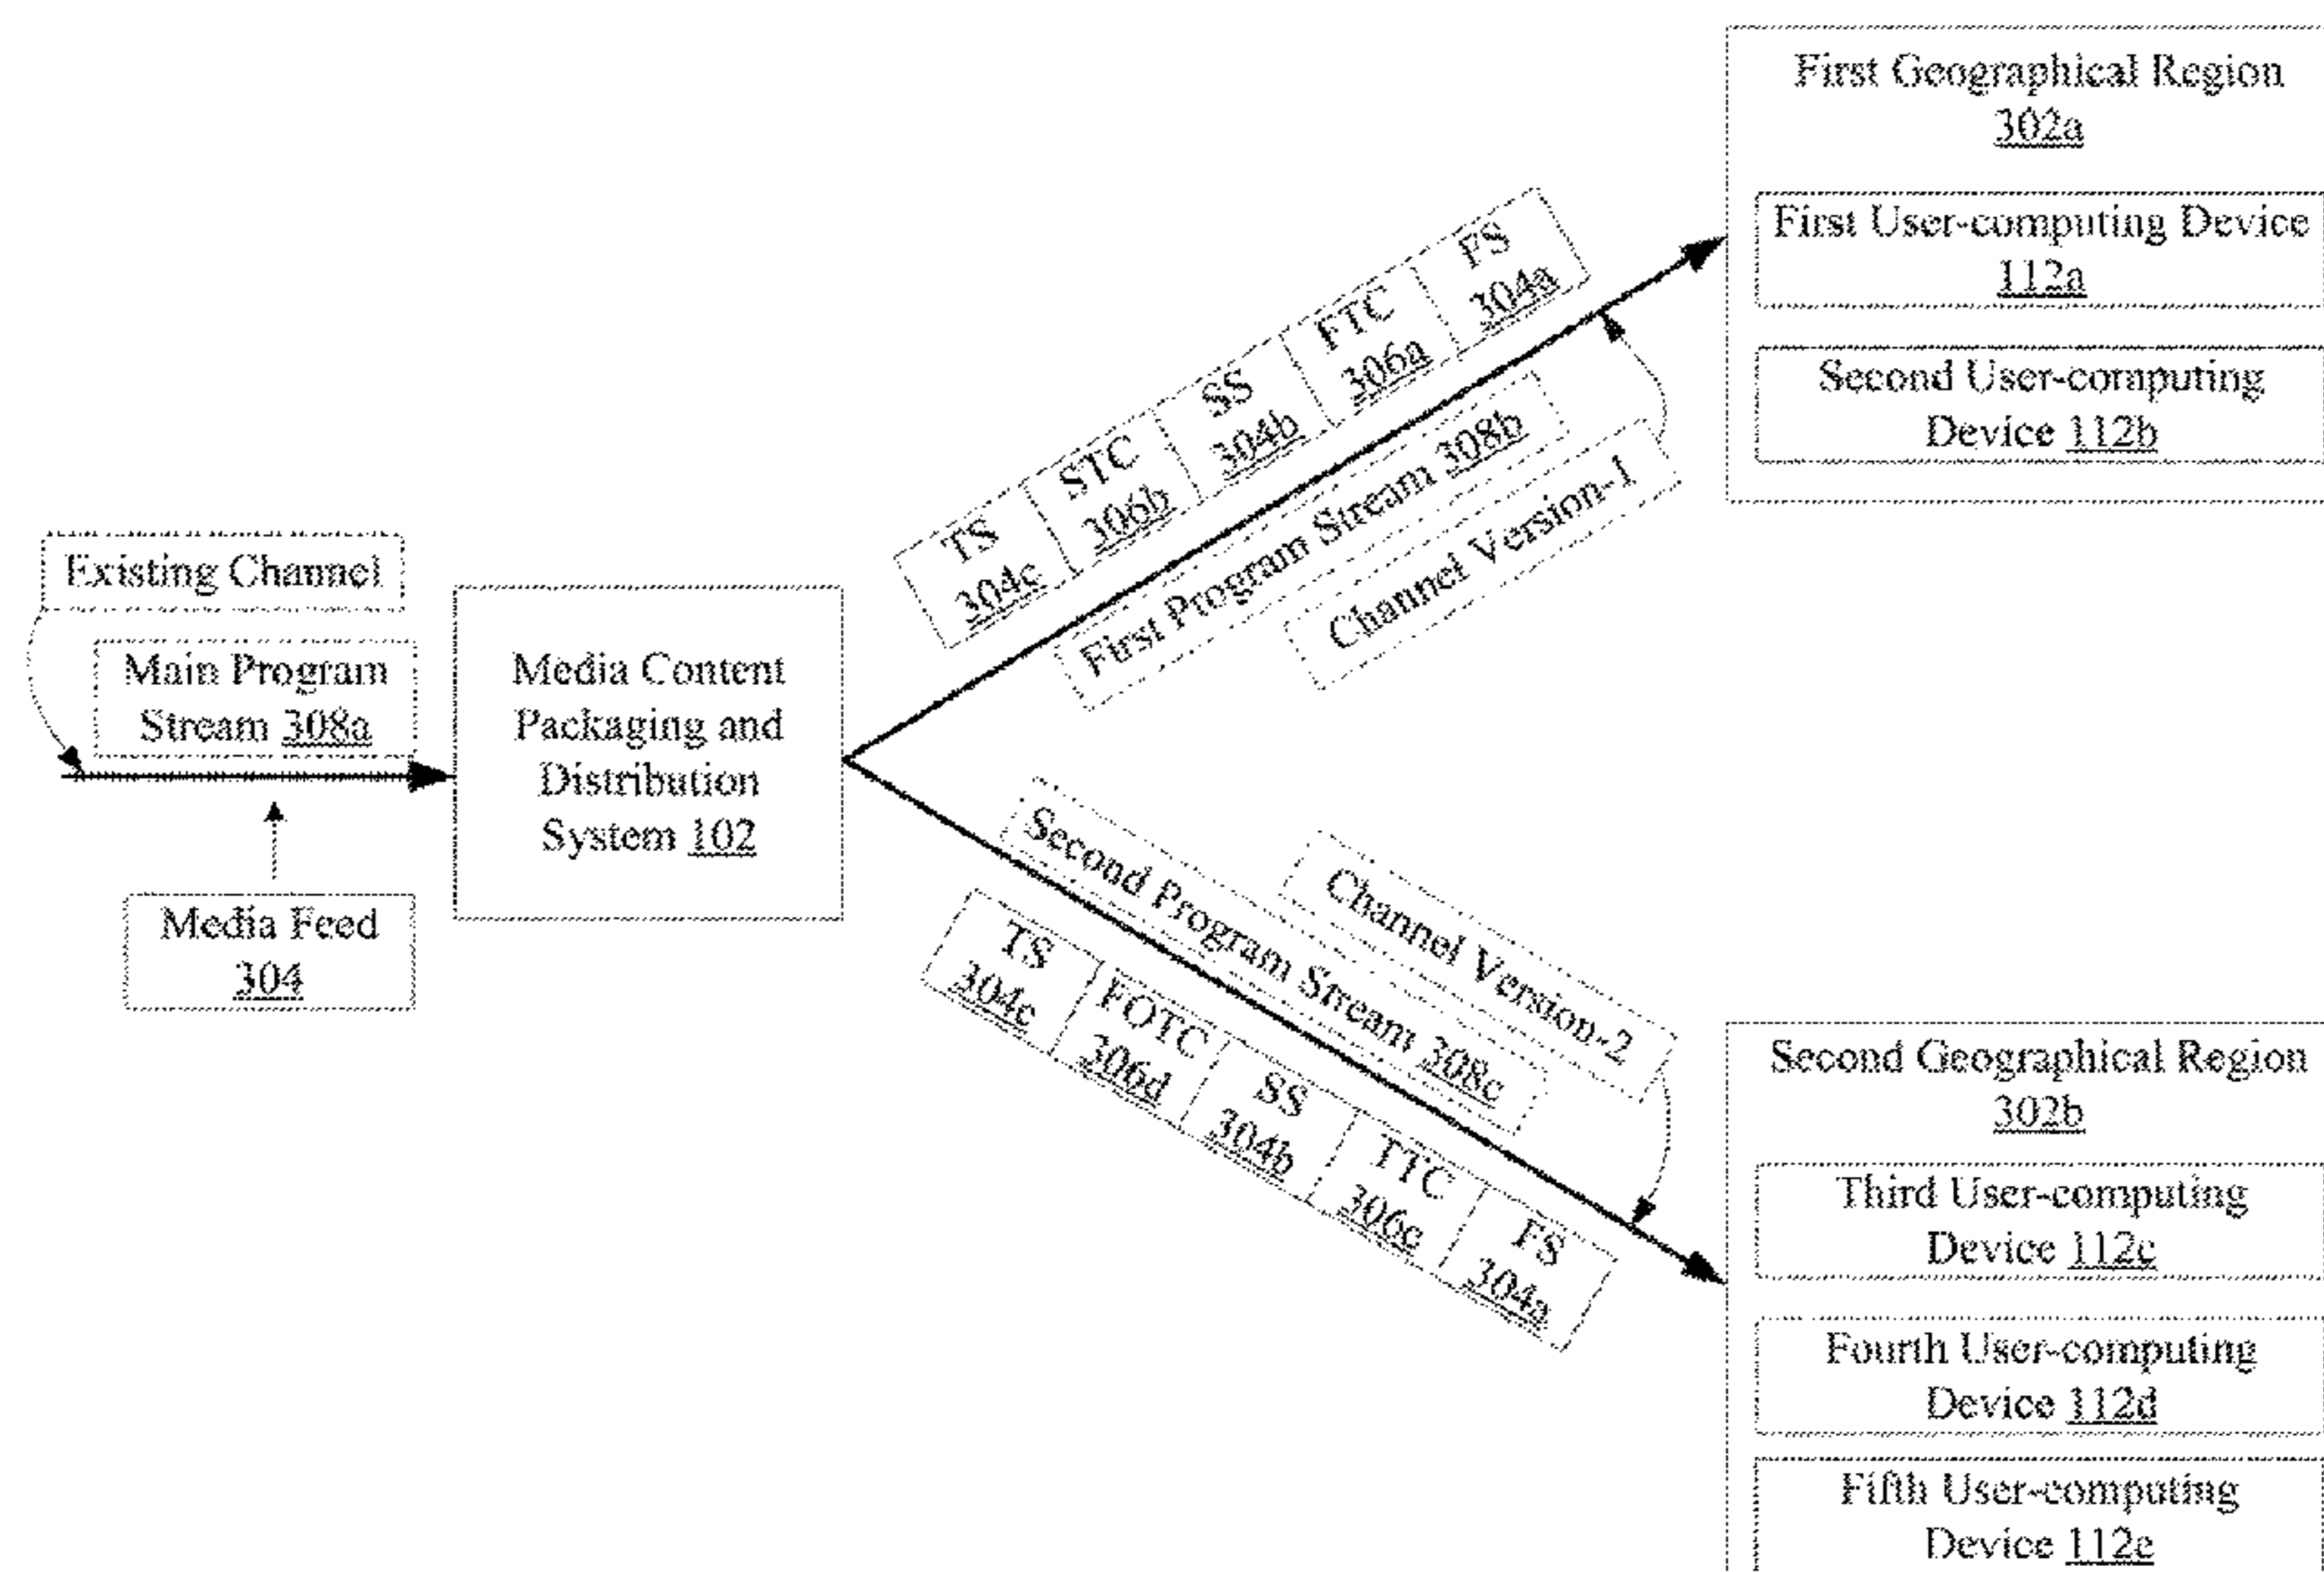 Existing Channel
Main Program
Stream 308a
Media Feed
304
Media Content
Packaging and
Distribution
System 102
TS
304c
STC
306b
SS
304b
FTC
306a
FS
304a
First Program Stream 308b
Channel Version-1
Second Program Stream 308c
Channel Version-2
TS
304c
FOTC
306d
SS
304b
TTC
306c
FS
304a
First Geographical Region
302a
First User-computing Device
112a
Second User-computing
Device 112b
Second Geographical Region
302b
Third User-computing
Device 112c
Fourth User-computing
Device 112d
Fifth User-computing
Device 112e